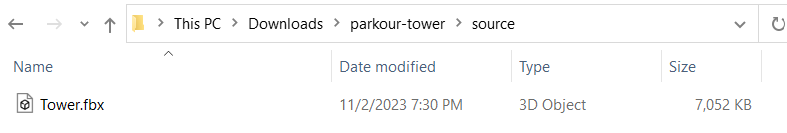 This PC > Downloads > parkour-tower > source
Name Date modified Type Size
Tower.fbx 11/2/2023 7:30 PM 3D Object 7,052 KB